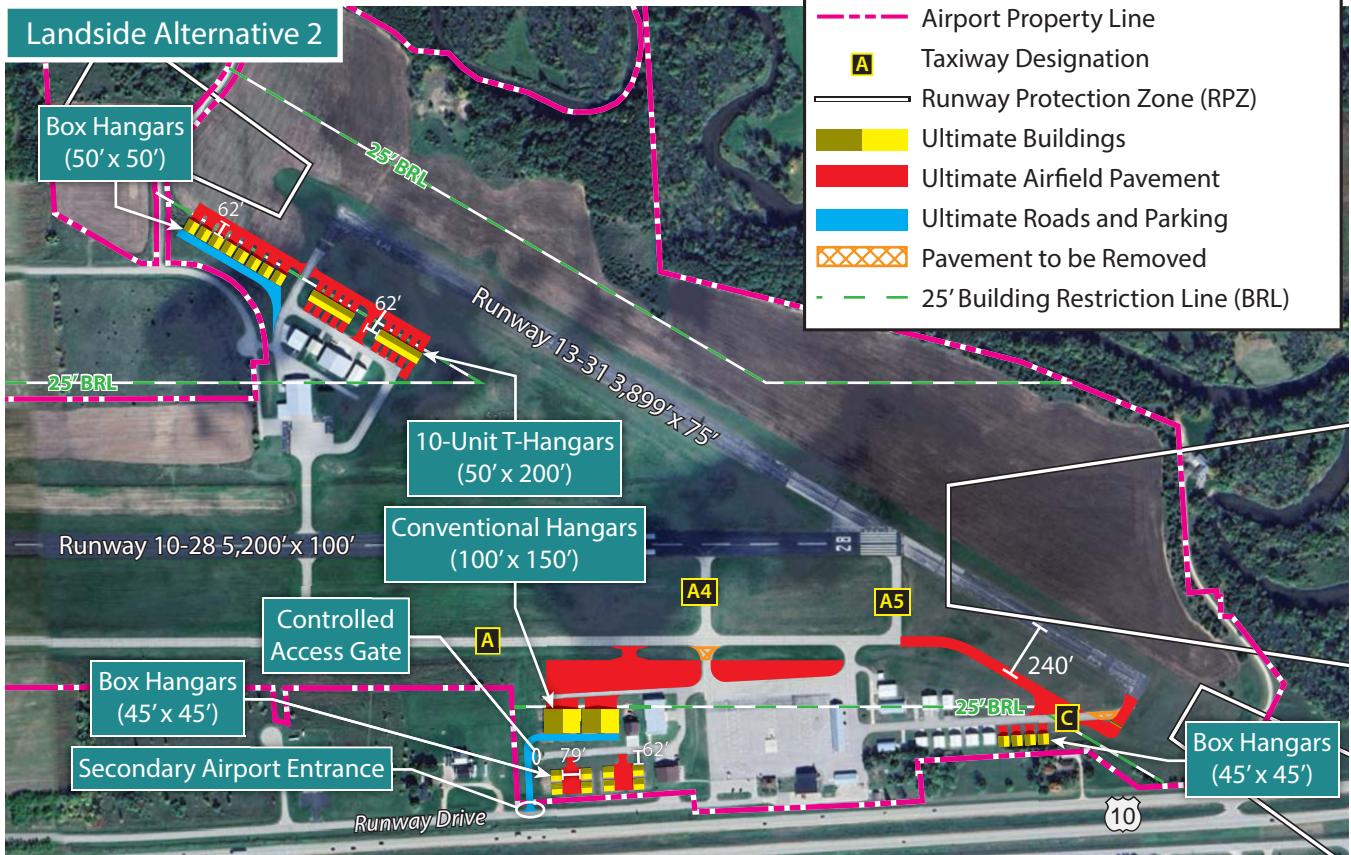 Landside Alternative 2
Airport Property Line
A
Taxiway Designation
Runway Protection Zone (RPZ)
Ultimate Buildings
Ultimate Airfield Pavement
Ultimate Roads and Parking
Pavement to be Removed
25' Building Restriction Line (BRL)
Box Hangars
(50' x 50')
25' BRL
62'
62'
Runway 13-31 3,899' x 75'
25' BRL
10-Unit T-Hangars
(50' x 200')
Conventional Hangars
(100' x 150')
Runway 10-28 5,200' x 100'
28
A4
A5
A
Controlled
Access Gate
240'
Box Hangars
(45' x 45')
25' BRL
C
79'
62'
Box Hangars
(45' x 45')
Secondary Airport Entrance
Runway Drive
10